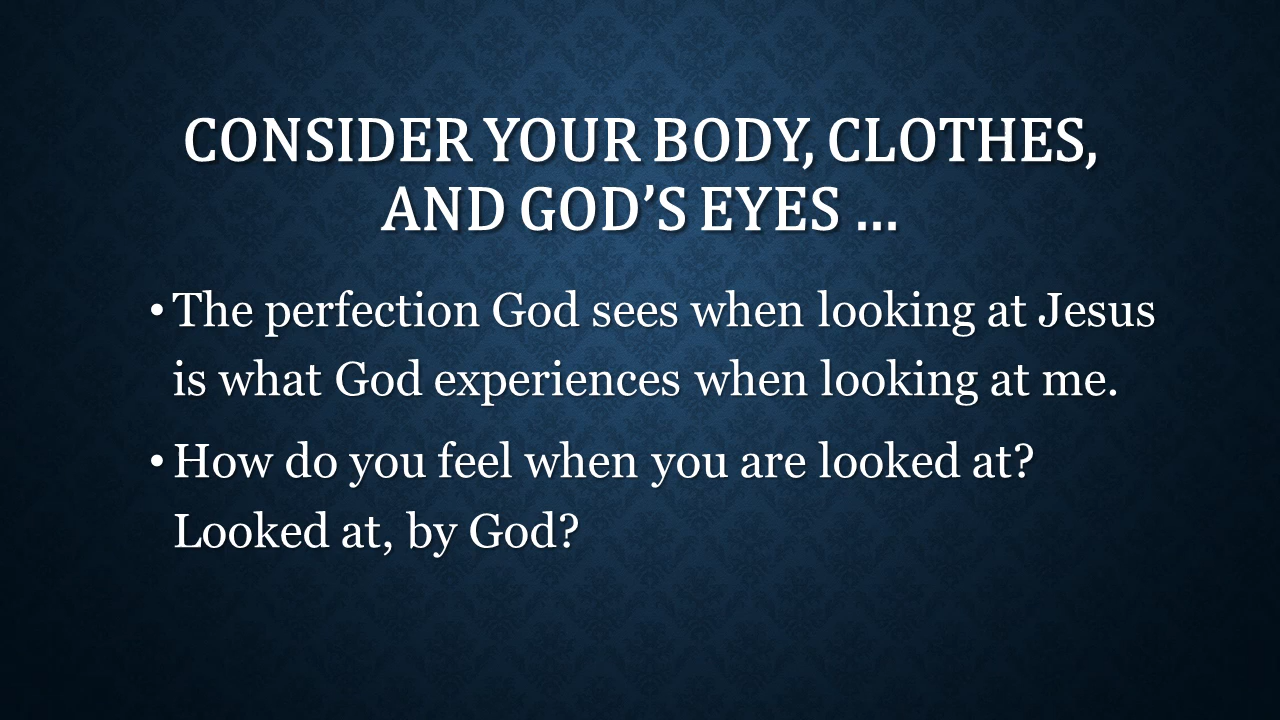 CONSIDER YOUR BODY, CLOTHES,
AND GOD’S EYES …
• The perfection God sees when looking at Jesus
is what God experiences when looking at me.
• How do you feel when you are looked at?
Looked at, by God?